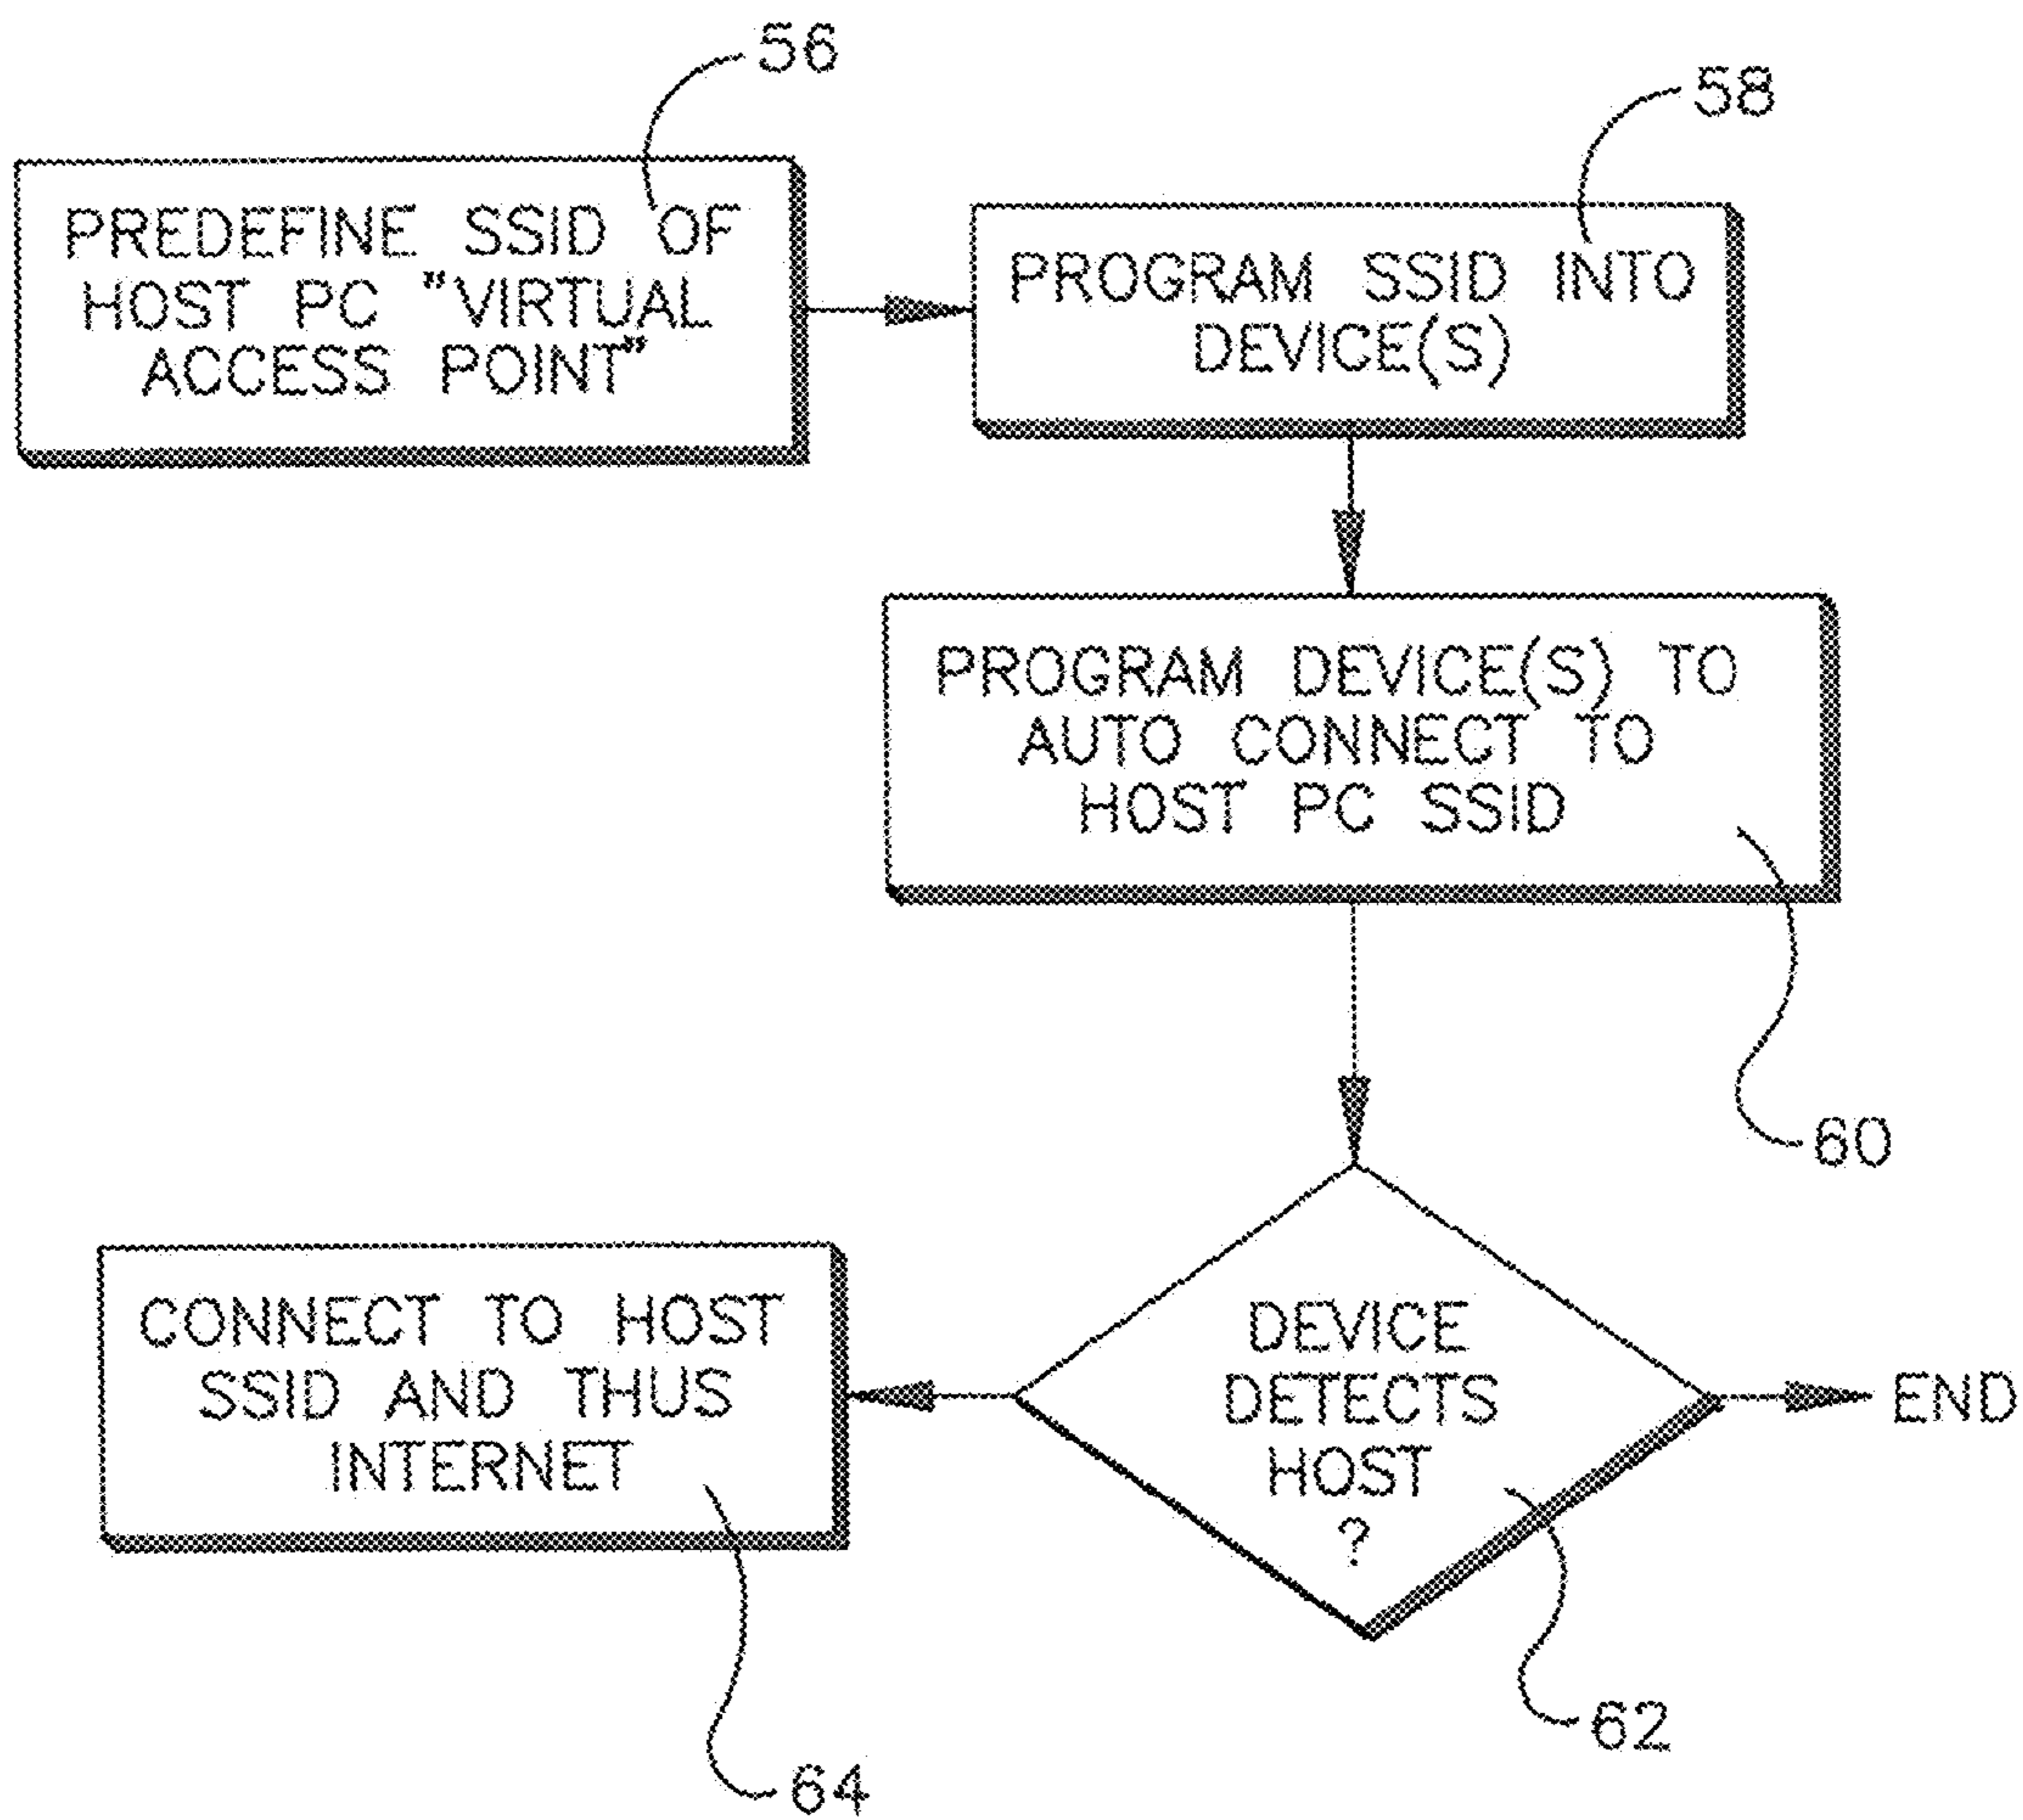 56
PREDEFINE SSID OF
HOST PC "VIRTUAL
ACCESS POINT"
58
PROGRAM SSID INTO
DEVICE(S)
PROGRAM DEVICE(S) TO
AUTO CONNECT TO
HOST PC SSID
60
DEVICE
DETECTS
HOST
?
62
END
CONNECT TO HOST
SSID AND THUS
INTERNET
64